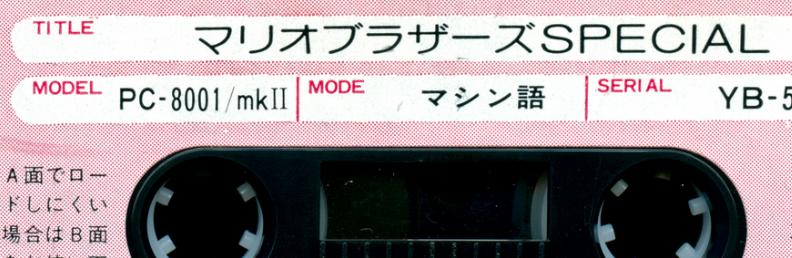 TITLE マリオブラザーズSPECIAL
MODEL PC-8001/mkII MODE マシン語 SERIAL YB-5
A面でロー
ドしにくい
場合はB面